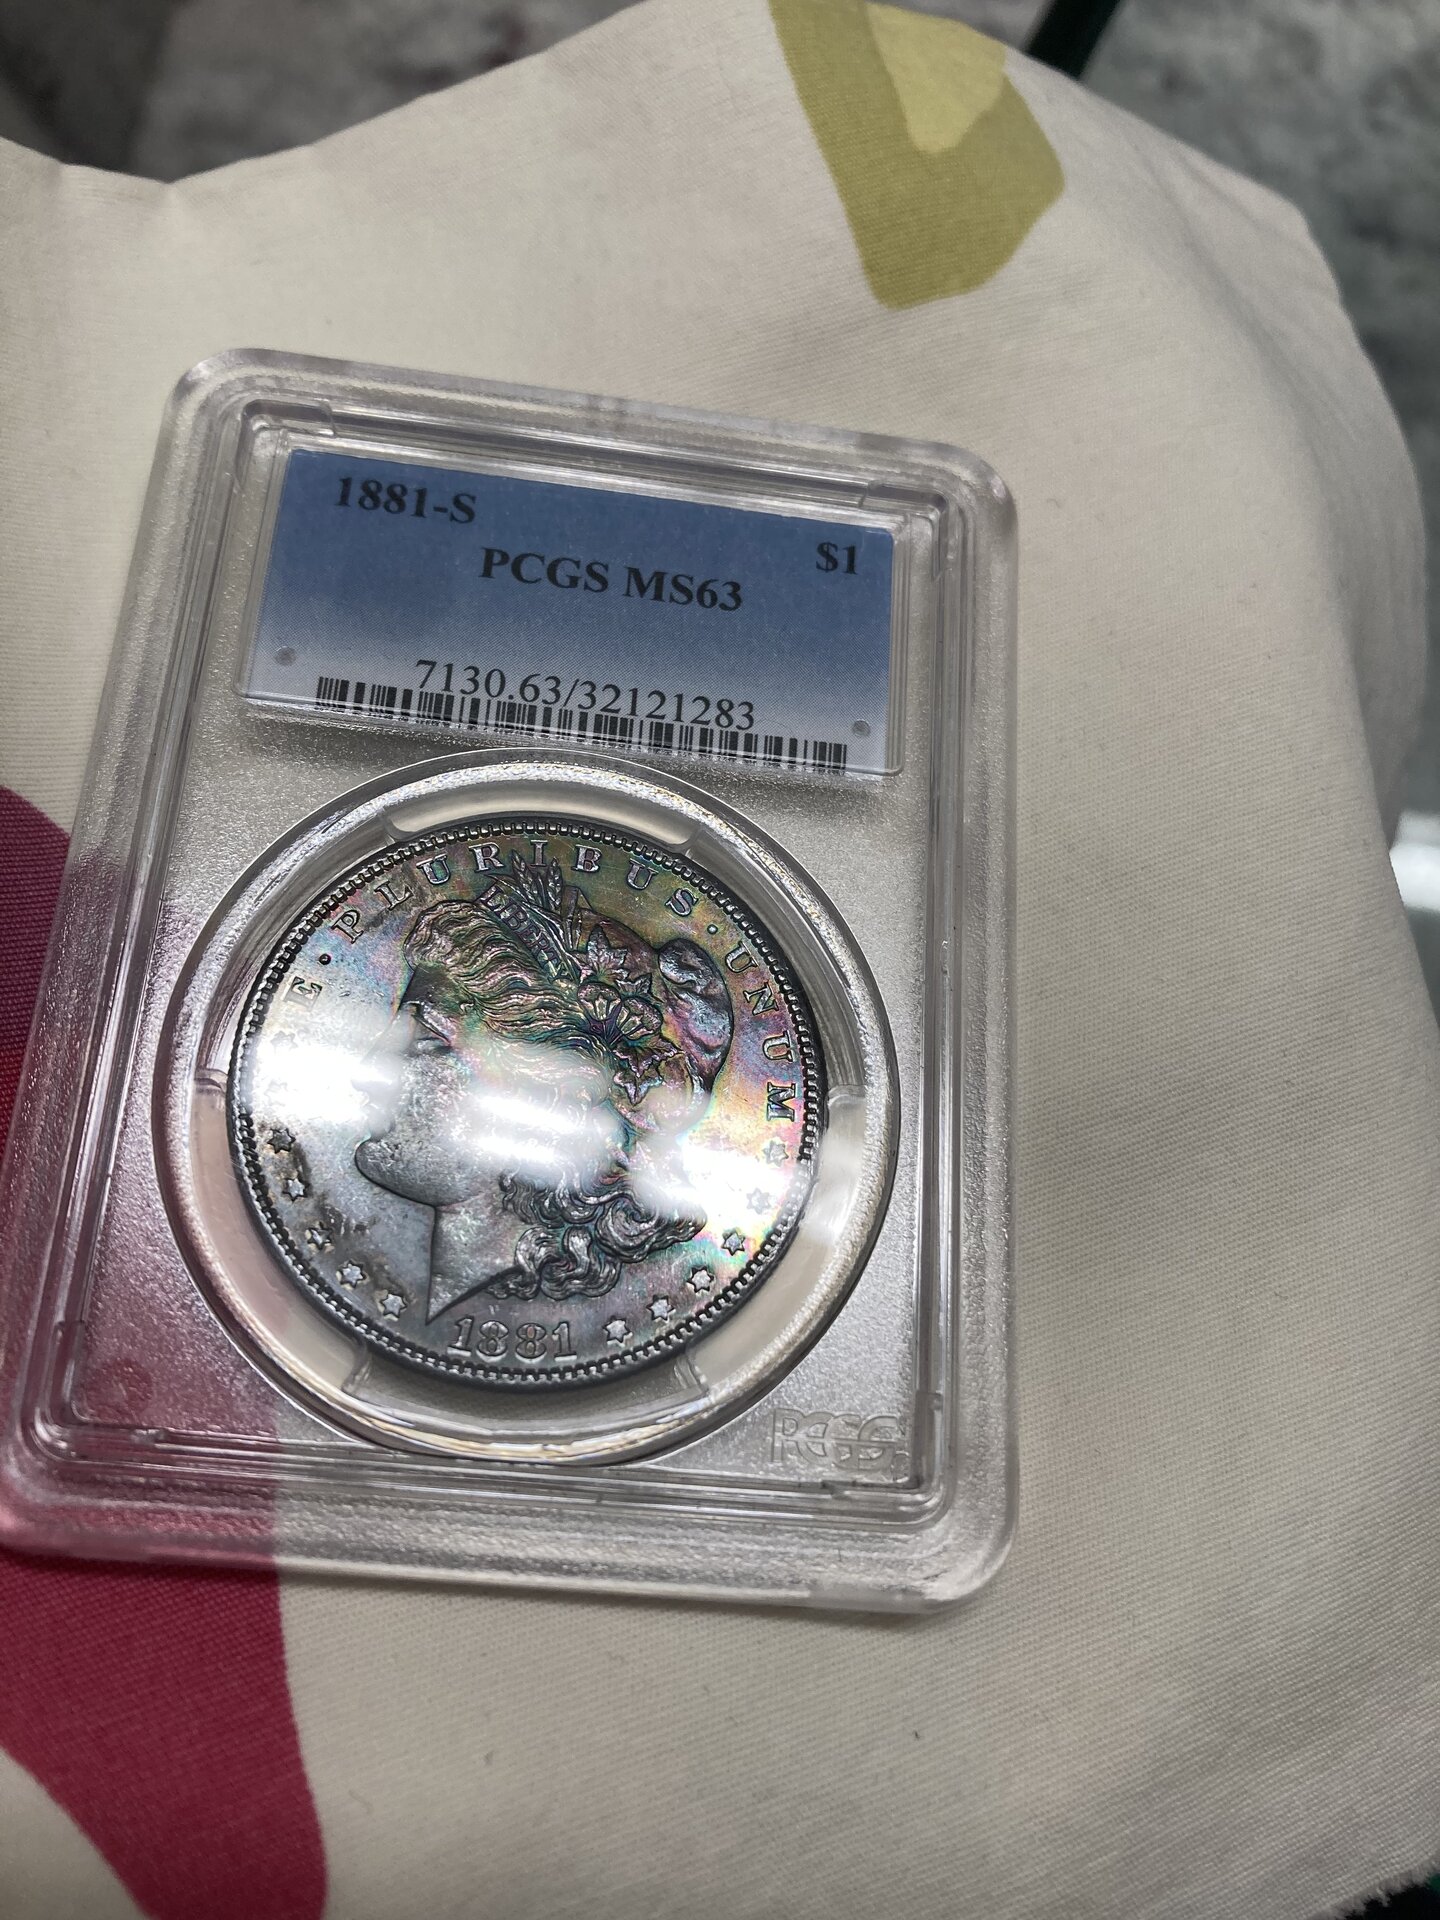 1881-S
$1
PCGS MS63
7130.63/32121283
E · PLURIBUS · UNUM
LIBERTY
1881
PCGS